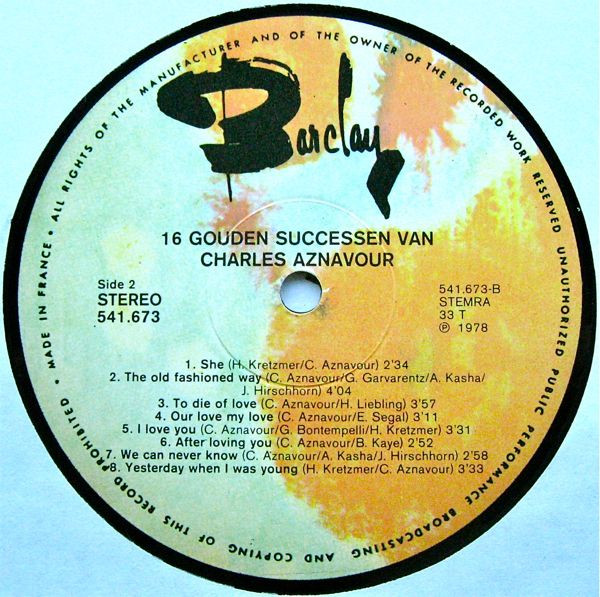 • ALL RIGHTS OF THE MANUFACTURER AND OF THE OWNER OF THE RECORDED WORK RESERVED UNAUTHORIZED PUBLIC PERFORMANCE BROADCASTING AND COPYING OF THIS RECORD PROHIBITED • MADE IN FRANCE
Barclay
16 GOUDEN SUCCESSEN VAN
CHARLES AZNAVOUR
Side 2
STEREO
541.673
541.673-B
STEMRA
33 T
℗ 1978
1. She (H. Kretzmer/C. Aznavour) 2'34
2. The old fashioned way (C. Aznavour/G. Garvarentz/A. Kasha/
J. Hirschhorn) 4'04
3. To die of love (C. Aznavour/H. Liebling) 3'57
4. Our love my love (C. Aznavour/E. Segal) 3'11
5. I love you (C. Aznavour/G. Bontempelli/H. Kretzmer) 3'31
6. After loving you (C. Aznavour/B. Kaye) 2'52
7. We can never know (C. Aznavour/A. Kasha/J. Hirschhorn) 2'58
8. Yesterday when I was young (H. Kretzmer/C. Aznavour) 3'33